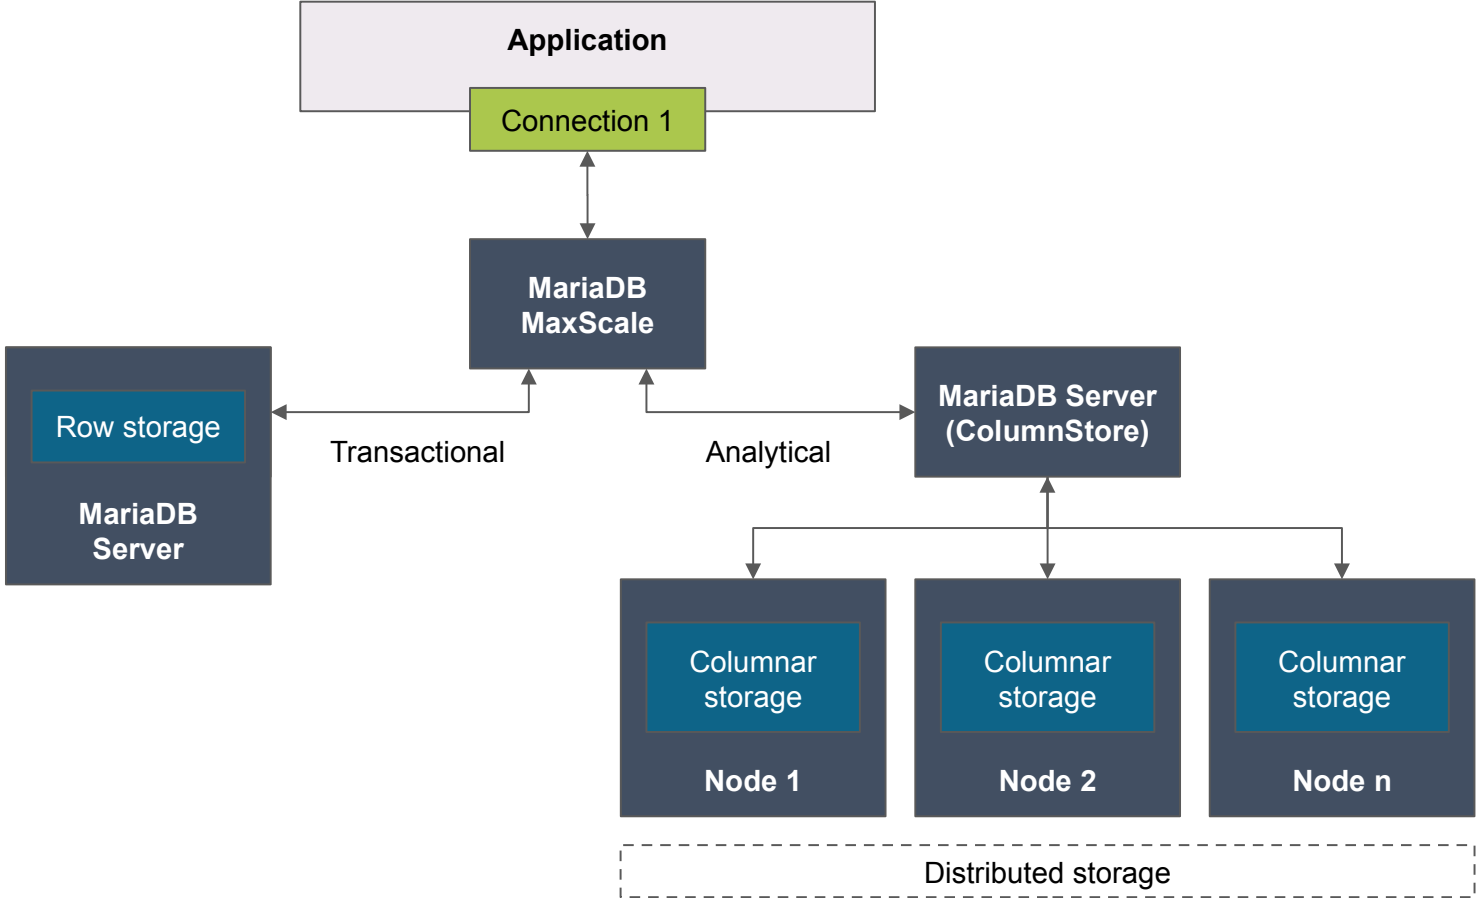 Application
Connection 1
MariaDB
MaxScale
Row storage
MariaDB
Server
Transactional
Analytical
MariaDB Server
(ColumnStore)
Columnar
storage
Node 1
Columnar
storage
Node 2
Columnar
storage
Node n
Distributed storage